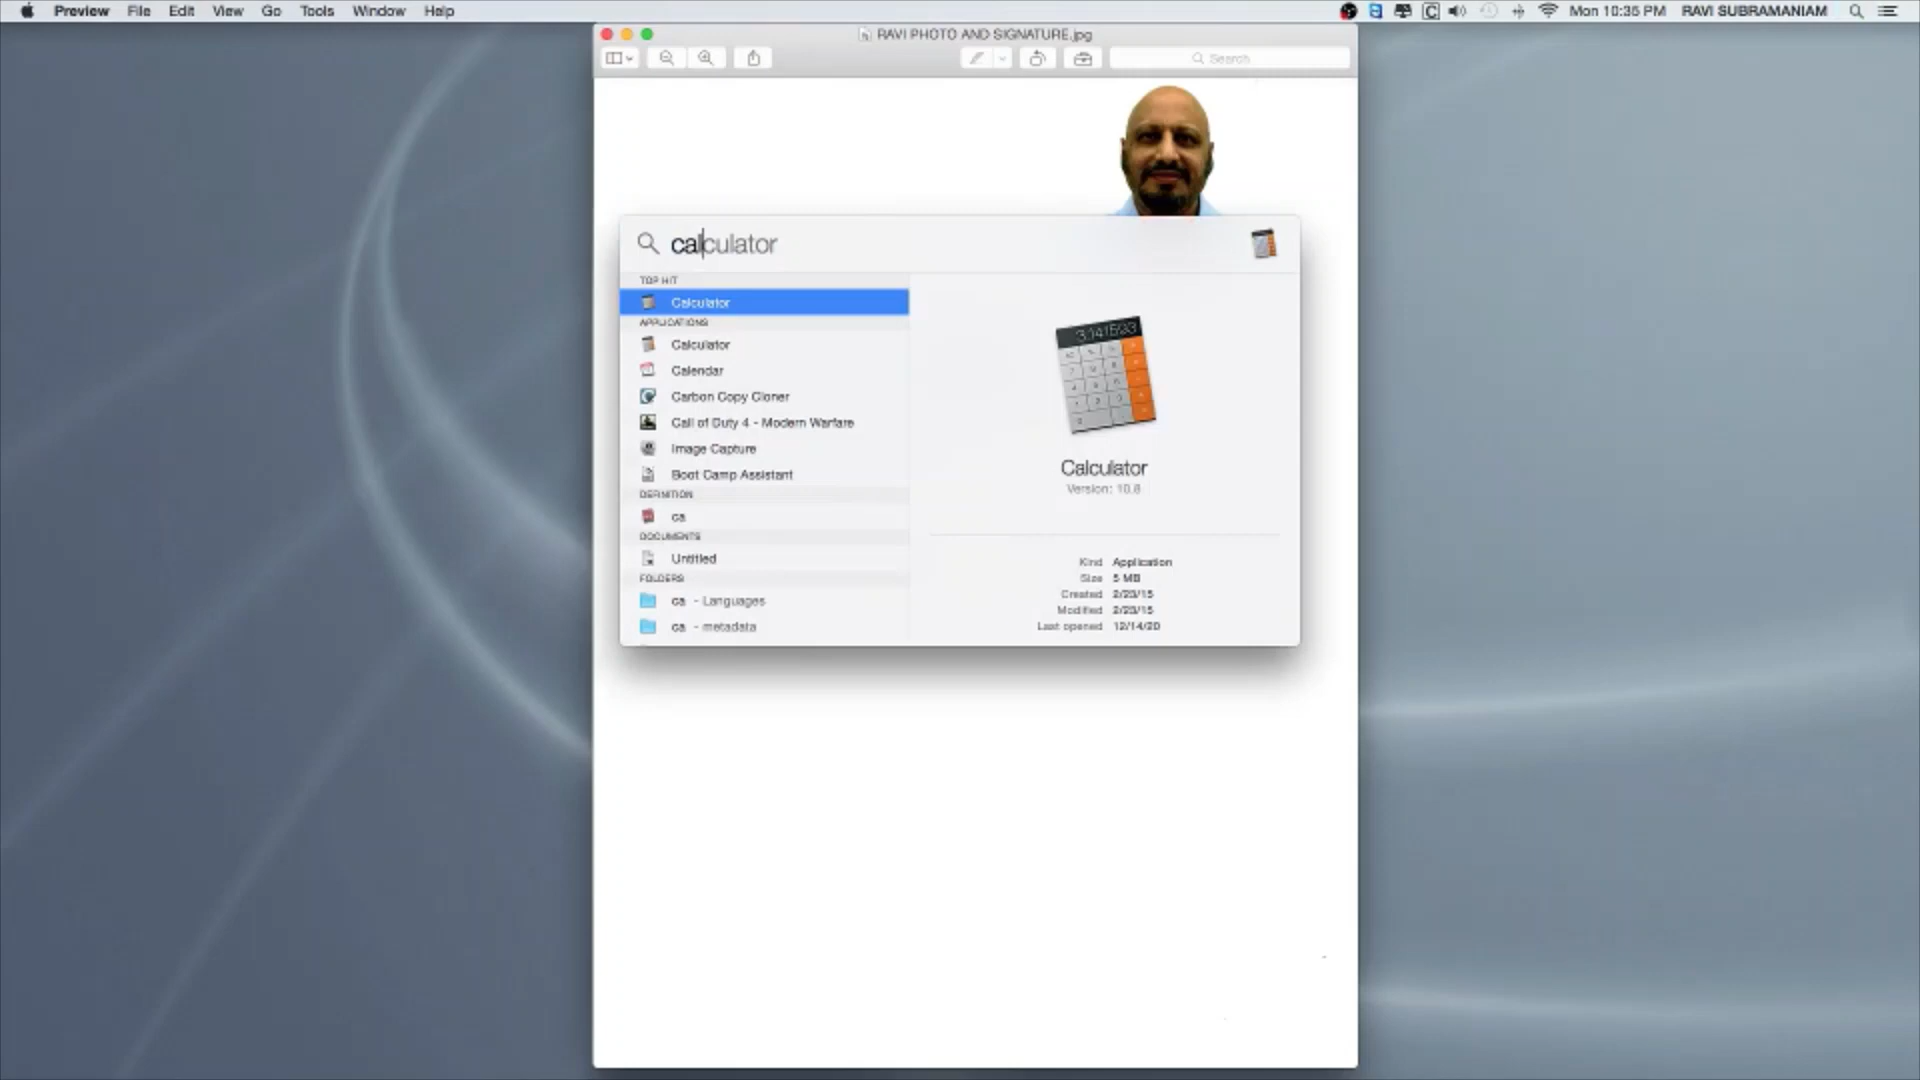 Preview File Edit View Go Tools Window Help Mon 10:35 PM RAVI SUBRAMANIAM
RAVI PHOTO AND SIGNATURE.jpg
Search
calculator
TOP HIT
Calculator
APPLICATIONS
Calculator
Calendar
Carbon Copy Cloner
Call of Duty 4 - Modern Warfare
Image Capture
Boot Camp Assistant
DEFINITION
ca
DOCUMENTS
Untitled
FOLDERS
ca - Languages
ca - metadata
Calculator
Version: 10.8
Kind Application
Size 5 MB
Created 2/23/15
Modified 2/23/15
Last opened 12/14/20